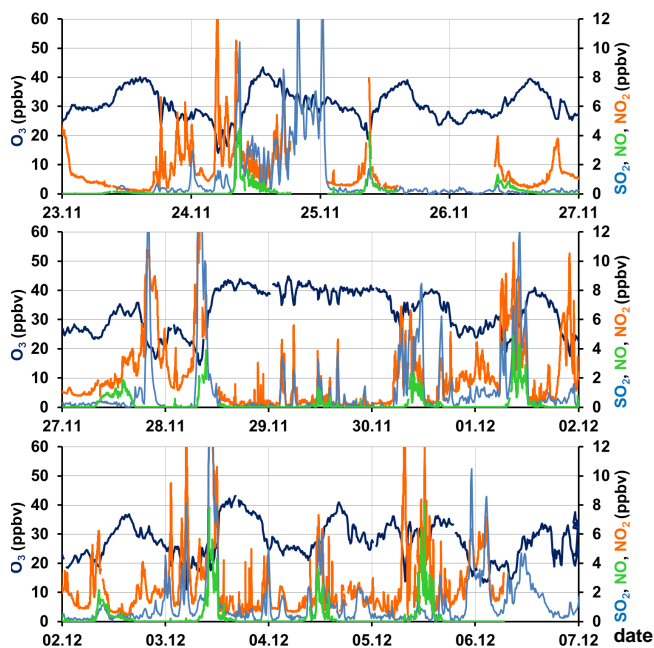 60 12
50 10
40 8
30 6
20 4
10 2
0 0
O₃ (ppbv)
SO₂, NO, NO₂ (ppbv)
23.11 24.11 25.11 26.11 27.11
60 12
50 10
40 8
30 6
20 4
10 2
0 0
O₃ (ppbv)
SO₂, NO, NO₂ (ppbv)
27.11 28.11 29.11 30.11 01.12 02.12
60 12
50 10
40 8
30 6
20 4
10 2
0 0
O₃ (ppbv)
SO₂, NO, NO₂ (ppbv)
02.12 03.12 04.12 05.12 06.12 07.12
date